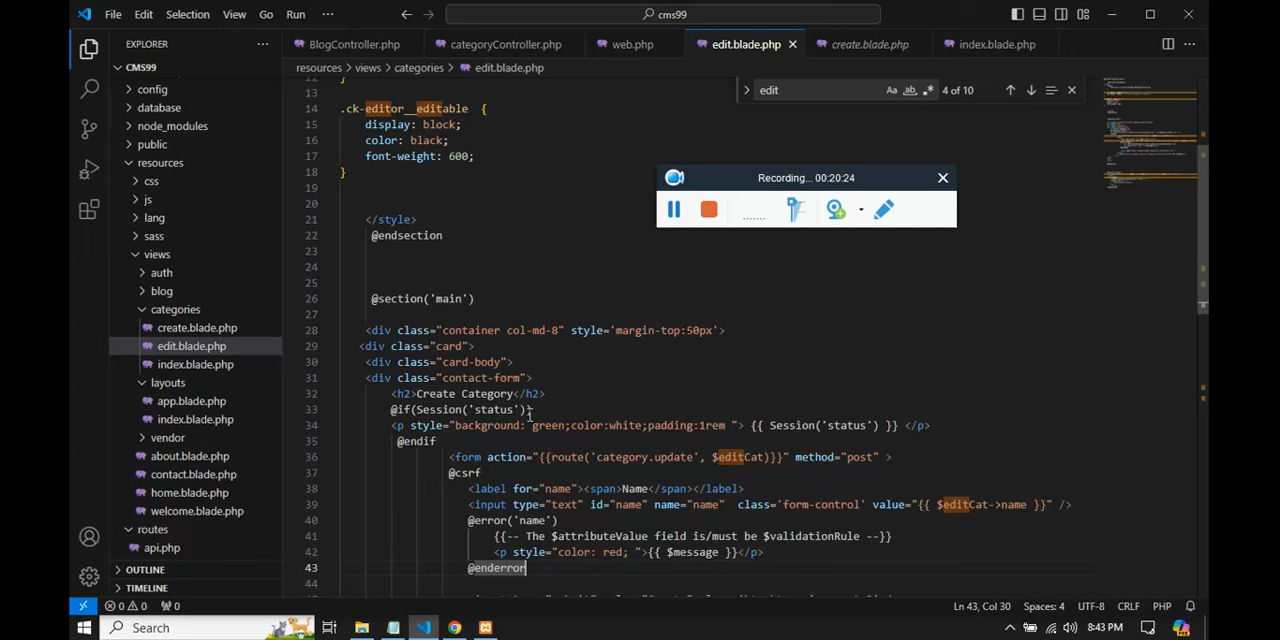 File Edit Selection View Go Run ··· cms99
EXPLORER ···
BlogController.php categoryController.php web.php edit.blade.php create.blade.php index.blade.php
resources > views > categories > edit.blade.php
edit Aa ab 4 of 10
CMS99
config
database
node_modules
public
resources
css
js
lang
sass
views
auth
blog
categories
create.blade.php
edit.blade.php
index.blade.php
layouts
app.blade.php
index.blade.php
vendor
about.blade.php
contact.blade.php
home.blade.php
welcome.blade.php
routes
api.php
OUTLINE
TIMELINE
12 }
13
14 .ck-editor__editable {
15 display: block;
16 color: black;
17 font-weight: 600;
18 }
19
20
21 </style>
22 @endsection
23
24
25
26 @section('main')
27
28 <div class="container col-md-8" style='margin-top:50px'>
29 <div class="card">
30 <div class="card-body">
31 <div class="contact-form">
32 <h2>Create Category</h2>
33 @if(Session('status'))
34 <p style="background: green;color:white;padding:1rem "> {{ Session('status') }} </p>
35 @endif
36 <form action="{{route('category.update', $editCat)}}" method="post" >
37 @csrf
38 <label for="name"><span>Name</span></label>
39 <input type="text" id="name" name="name" class='form-control' value="{{ $editCat->name }}" />
40 @error('name')
41 {{-- The $attributeValue field is/must be $validationRule --}}
42 <p style="color: red; ">{{ $message }}</p>
43 @enderror
44
Recording... 00:20:24
0 0 0 Ln 43, Col 30 Spaces: 4 UTF-8 CRLF PHP
Search 8:43 PM